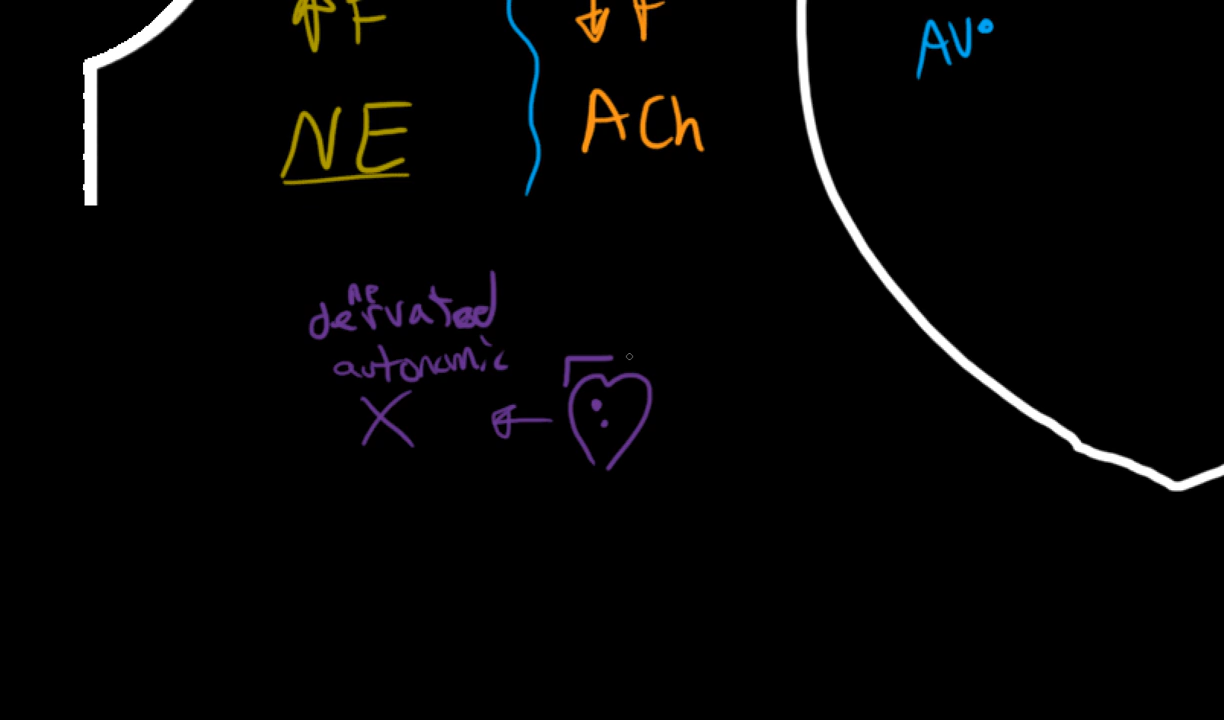 ↑F
↓F
AV°
NE
ACh
denervated
autonomic
X